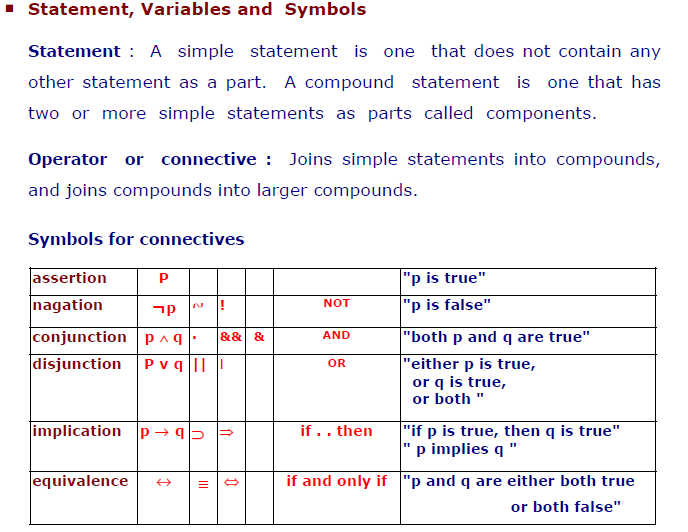 ▪ Statement, Variables and Symbols
Statement : A simple statement is one that does not contain any
other statement as a part. A compound statement is one that has
two or more simple statements as parts called components.
Operator or connective : Joins simple statements into compounds,
and joins compounds into larger compounds.
Symbols for connectives
assertion P "p is true"
nagation ¬p ~ ! NOT "p is false"
conjunction p ∧ q · && & AND "both p and q are true"
disjunction P v q || | OR "either p is true,
or q is true,
or both "
implication p → q ⊃ ⇒ if . . then "if p is true, then q is true"
" p implies q "
equivalence ↔ ≡ ⇔ if and only if "p and q are either both true
or both false"